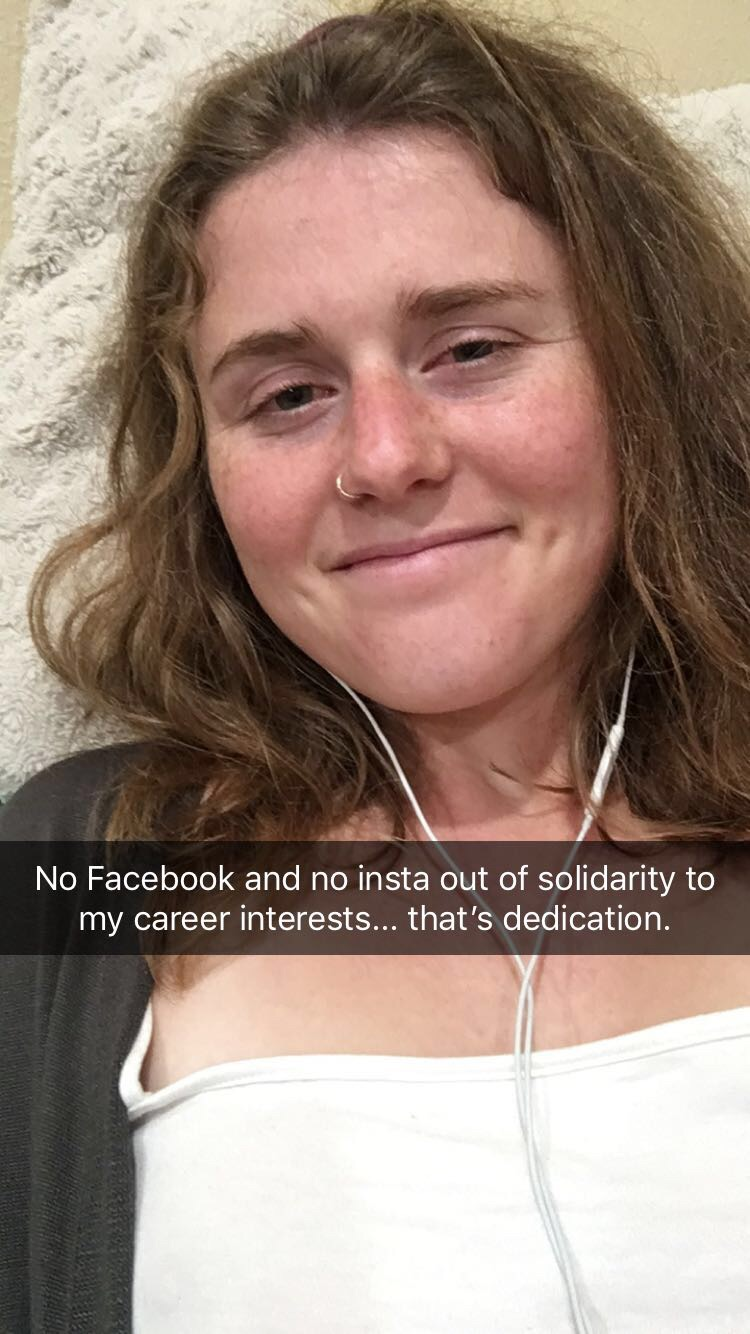 No Facebook and no insta out of solidarity to
my career interests... that's dedication.